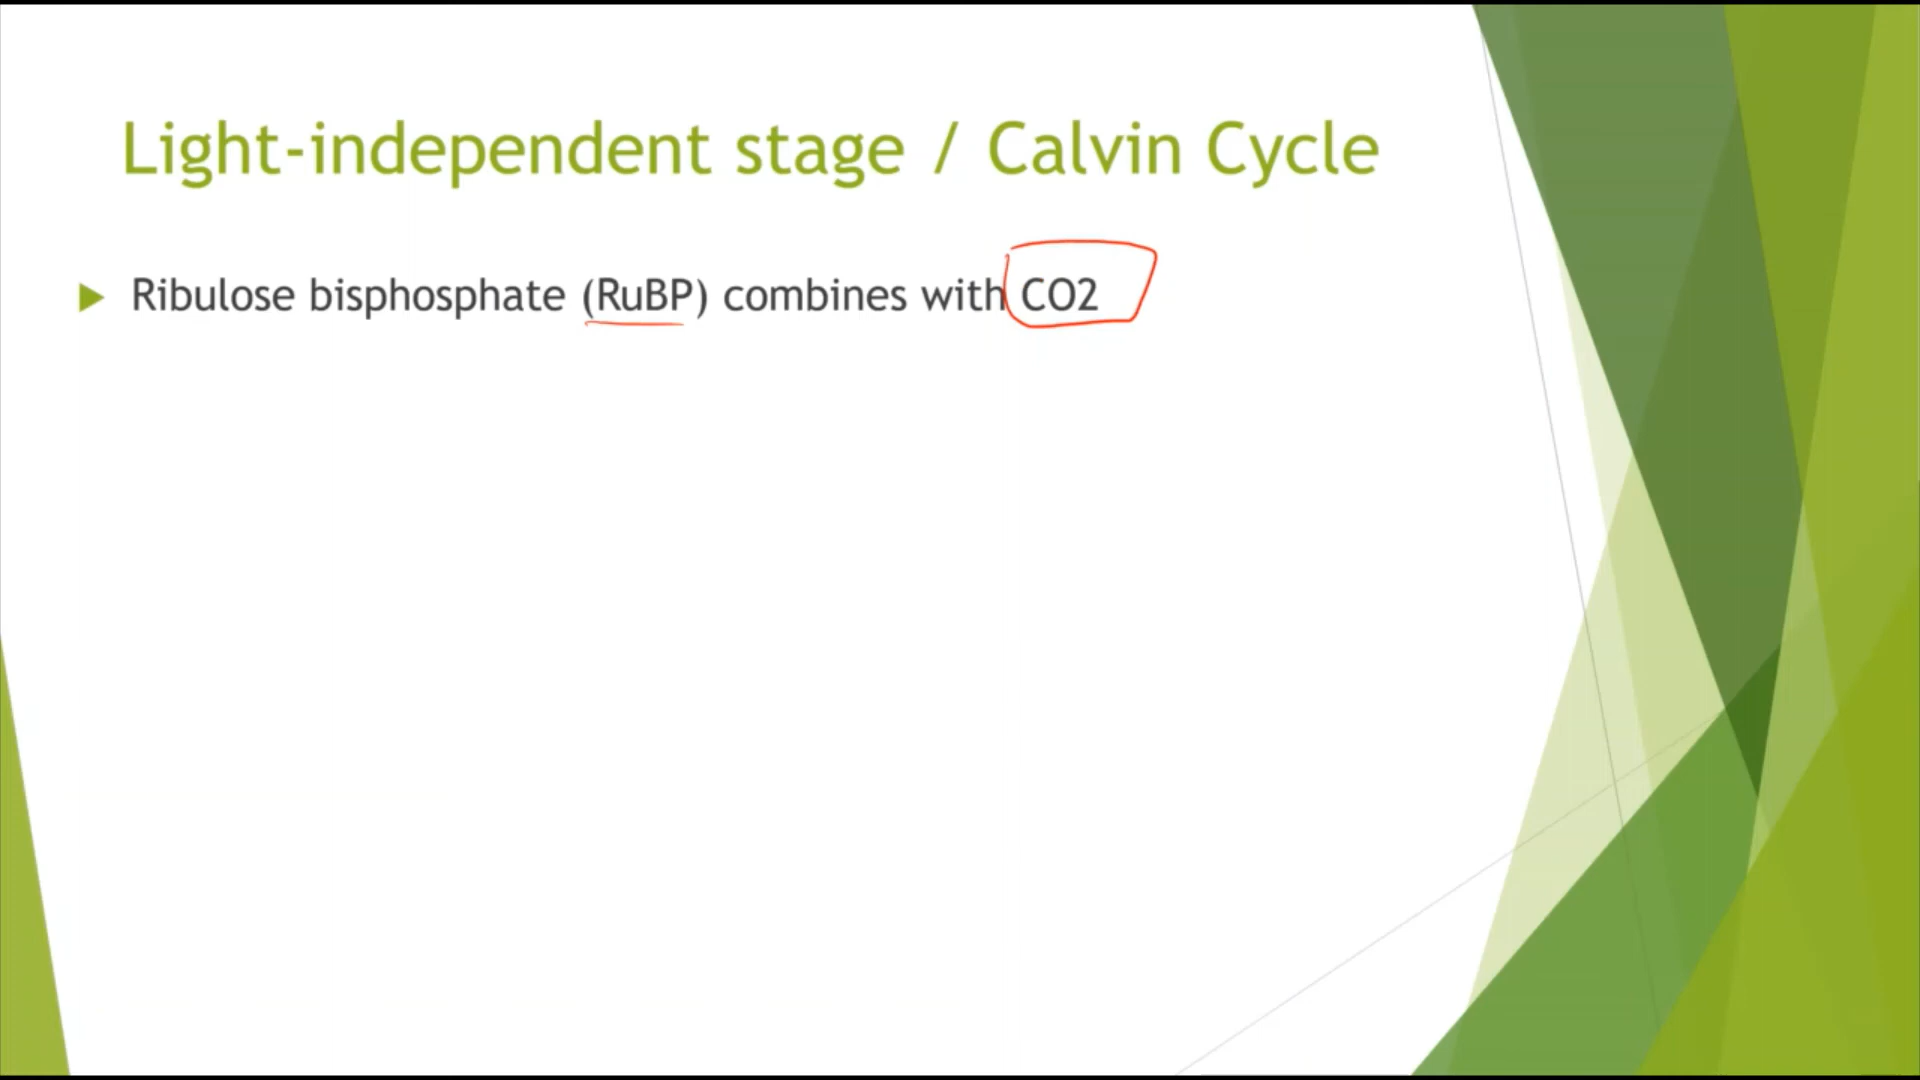 Light-independent stage / Calvin Cycle
Ribulose bisphosphate (RuBP) combines with CO2